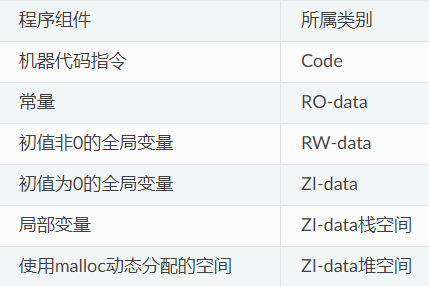 程序组件 所属类别
机器代码指令 Code
常量 RO-data
初值非0的全局变量 RW-data
初值为0的全局变量 ZI-data
局部变量 ZI-data栈空间
使用malloc动态分配的空间 ZI-data堆空间